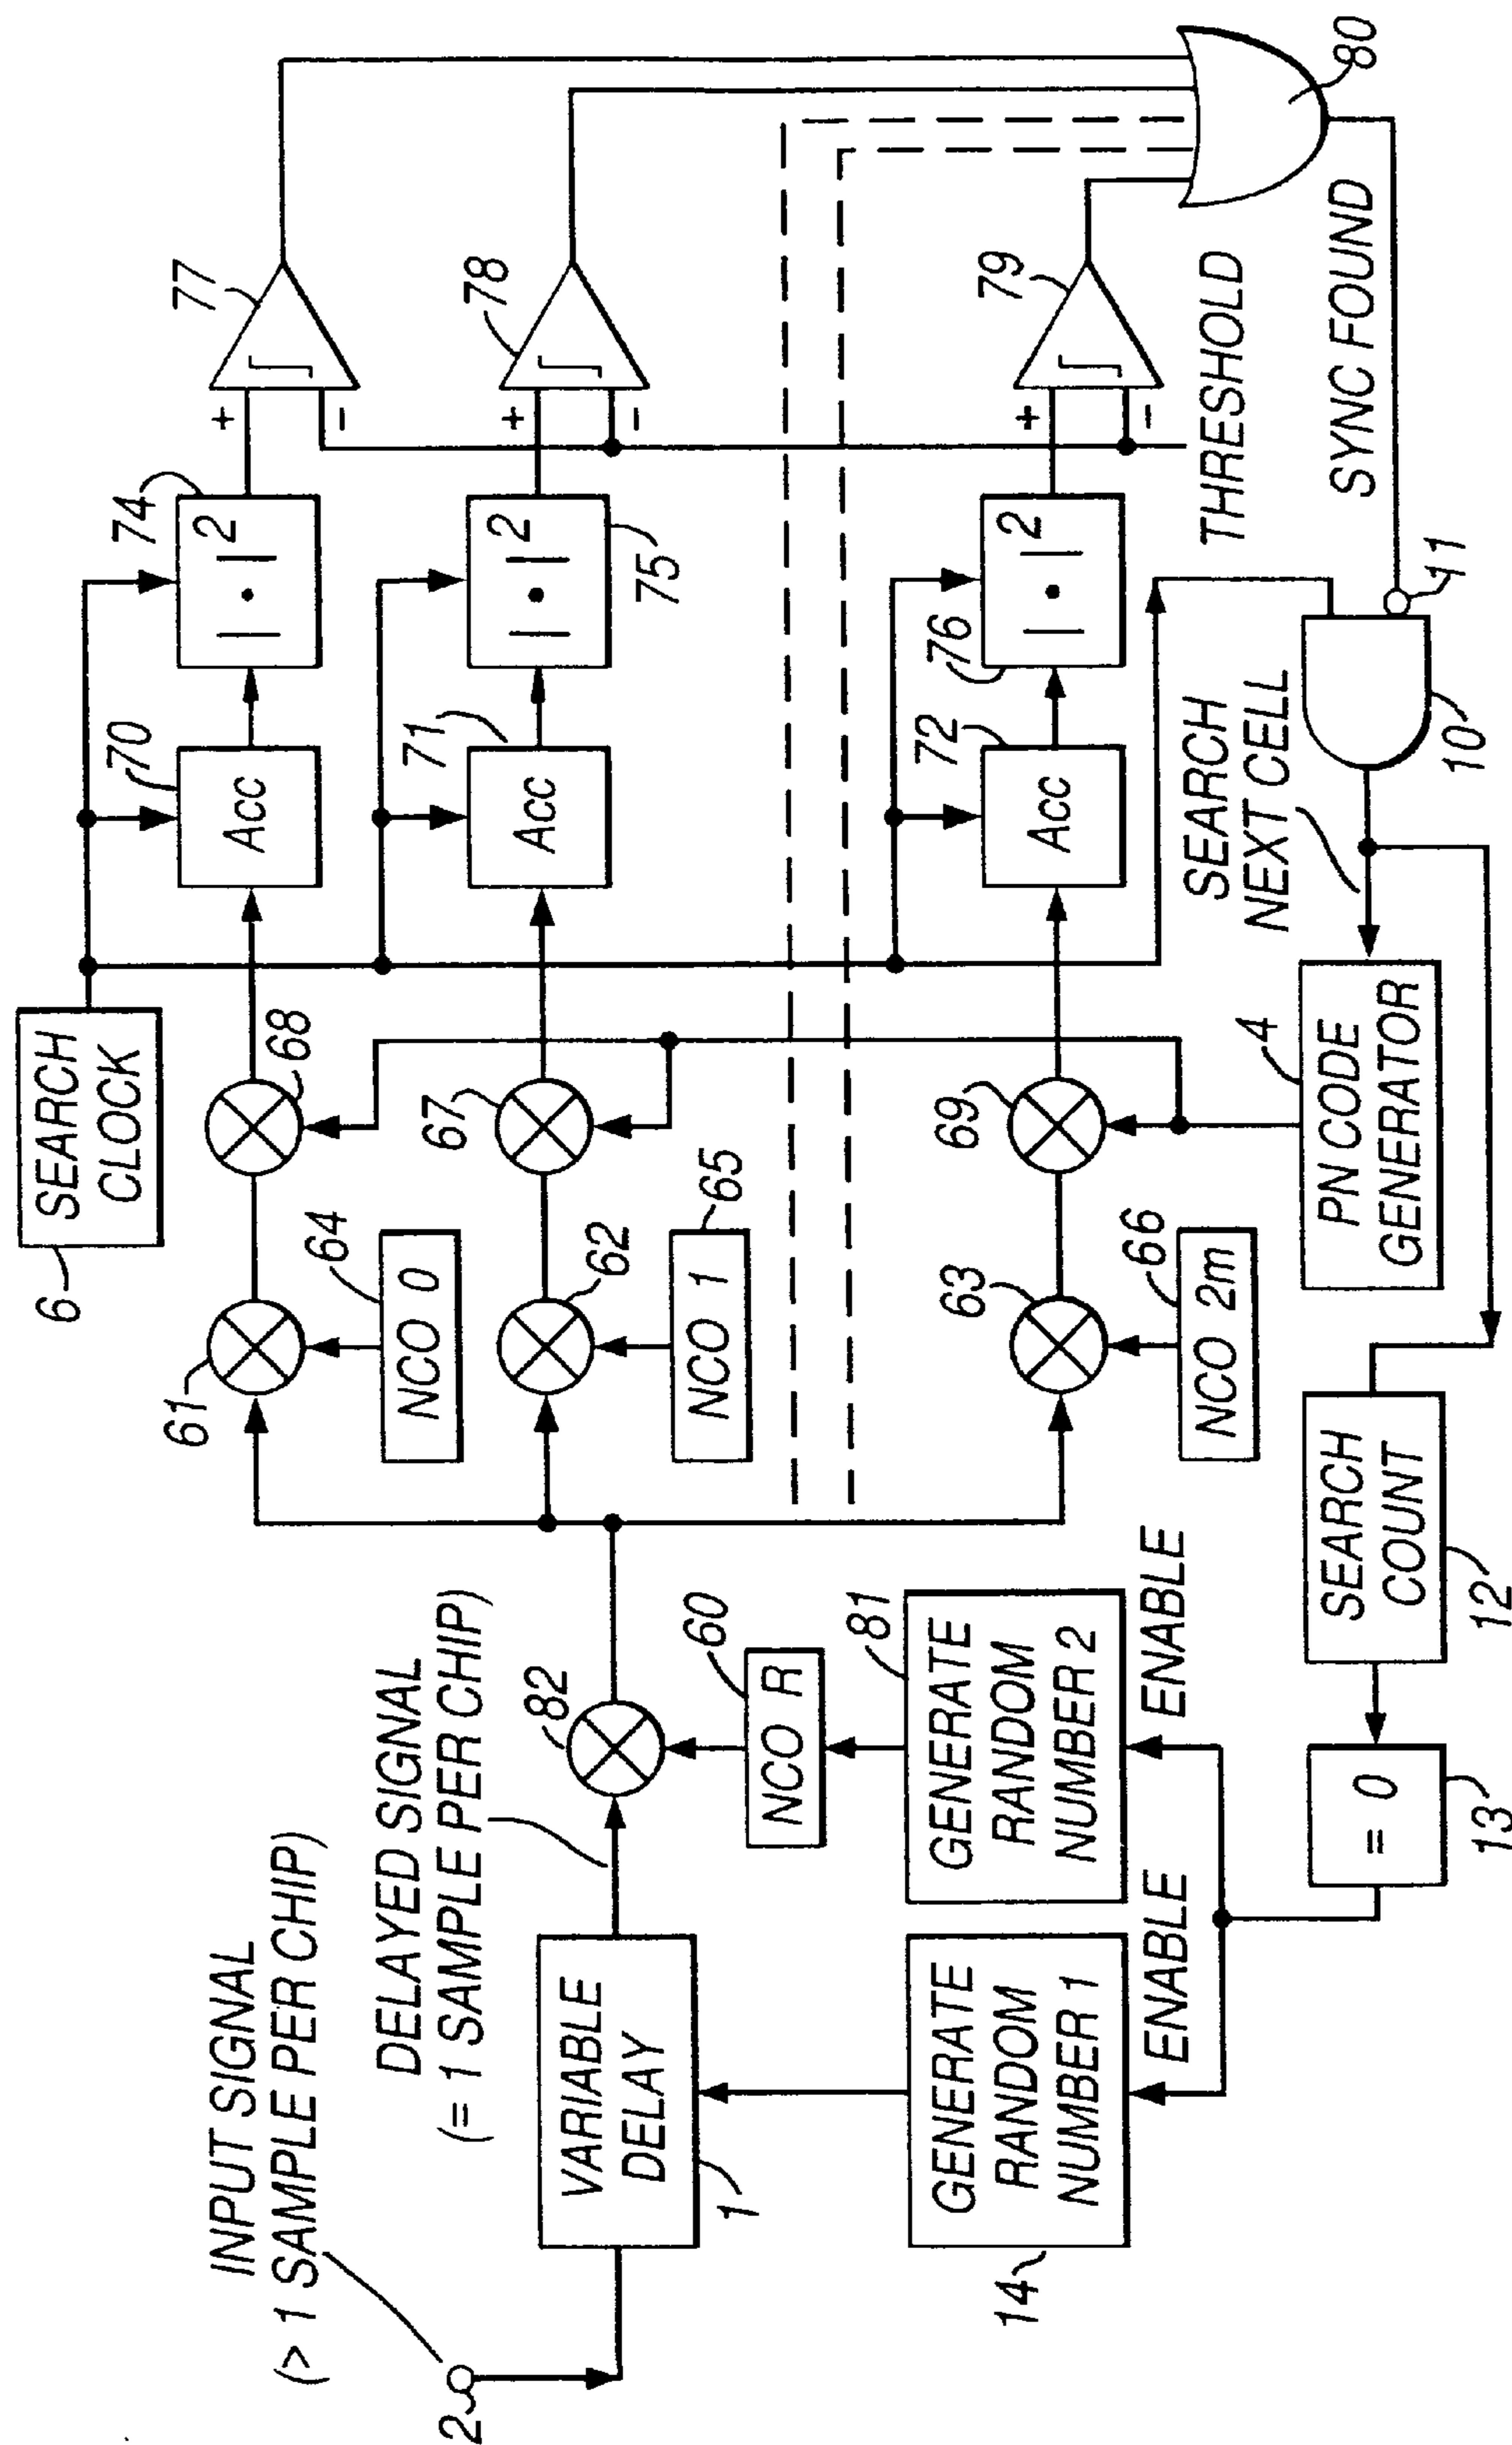 INPUT SIGNAL
(> 1 SAMPLE PER CHIP)
2
DELAYED SIGNAL
(= 1 SAMPLE PER CHIP)
VARIABLE
DELAY
1
GENERATE
RANDOM
NUMBER 1
14
ENABLE
82
NCO R
60
GENERATE
RANDOM
NUMBER 2
81
ENABLE
= 0
13
SEARCH
COUNT
12
SEARCH
CLOCK
6
61
NCO 0
64
62
NCO 1
65
63
NCO 2m
66
68
67
69
PN CODE
GENERATOR
4
SEARCH
NEXT CELL
10
11
Acc
70
Acc
71
Acc
72
| • | 2
74
| • | 2
75
| • | 2
76
+
-
77
+
-
78
+
-
79
THRESHOLD
SYNC FOUND
80